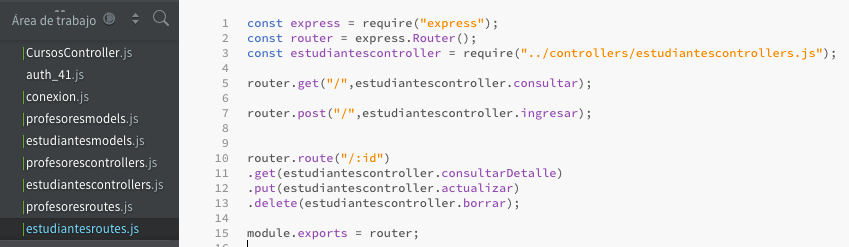 Área de trabajo
CursosController.js
auth_41.js
conexion.js
profesoresmodels.js
estudiantesmodels.js
profesorescontrollers.js
estudiantescontrollers.js
profesoresroutes.js
estudiantesroutes.js
1 const express = require("express");
2 const router = express.Router();
3 const estudiantescontroller = require("../controllers/estudiantescontrollers.js");
4
5 router.get("/",estudiantescontroller.consultar);
6
7 router.post("/",estudiantescontroller.ingresar);
8
9
10 router.route("/:id")
11 .get(estudiantescontroller.consultarDetalle)
12 .put(estudiantescontroller.actualizar)
13 .delete(estudiantescontroller.borrar);
14
15 module.exports = router;
16